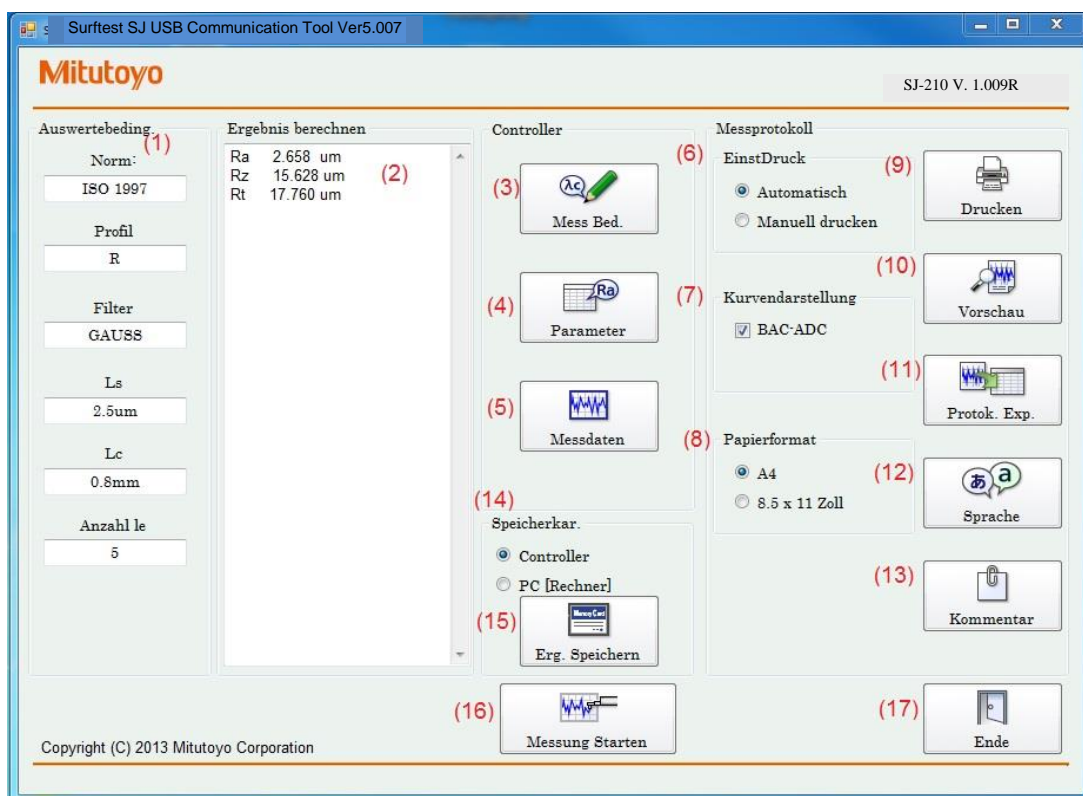 Surftest SJ USB Communication Tool Ver5.007
Mitutoyo
SJ-210 V. 1.009R
Auswertebeding.
(1)
Norm:
ISO 1997
Profil
R
Filter
GAUSS
Ls
2.5um
Lc
0.8mm
Anzahl le
5
Ergebnis berechnen
Ra 2.658 um
Rz 15.628 um
Rt 17.760 um
(2)
Controller
(3)
Mess Bed.
(4)
Parameter
(5)
Messdaten
(14)
Speicherkar.
Controller
PC [Rechner]
(15)
Erg. Speichern
(16)
Messung Starten
Messprotokoll
(6)
EinstDruck
Automatisch
Manuell drucken
(7)
Kurvendarstellung
BAC-ADC
(8)
Papierformat
A4
8.5 x 11 Zoll
(9)
Drucken
(10)
Vorschau
(11)
Protok. Exp.
(12)
Sprache
(13)
Kommentar
(17)
Ende
Copyright (C) 2013 Mitutoyo Corporation